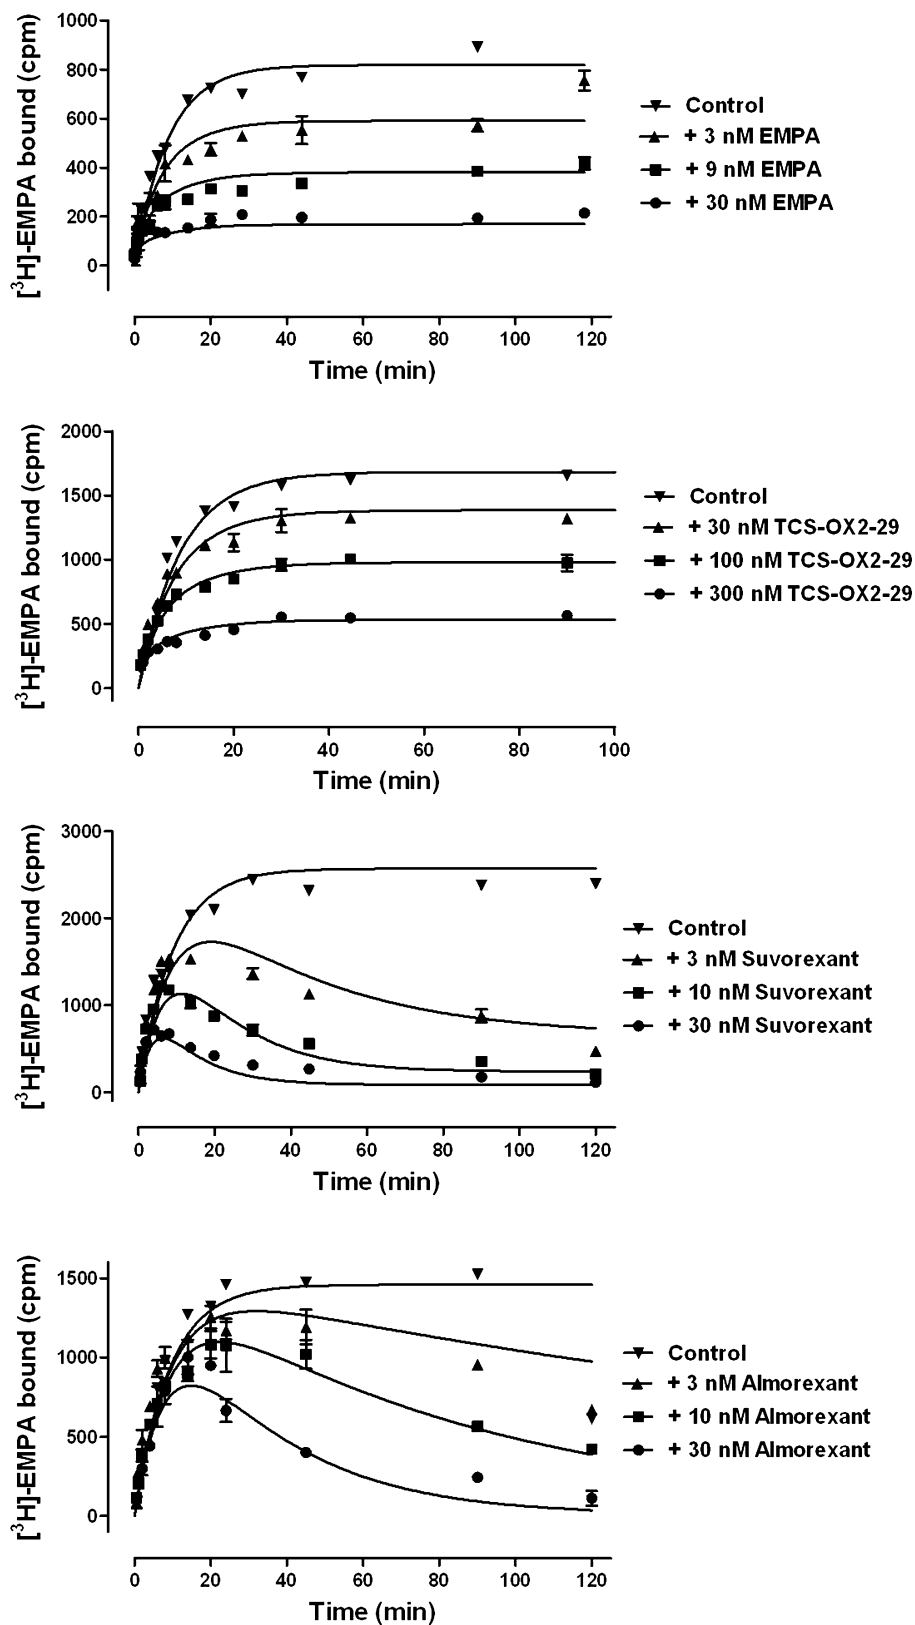 [³H]-EMPA bound (cpm)
1000
800
600
400
200
0
0 20 40 60 80 100 120
Time (min)
Control
+ 3 nM EMPA
+ 9 nM EMPA
+ 30 nM EMPA
[³H]-EMPA bound (cpm)
2000
1500
1000
500
0
0 20 40 60 80 100
Time (min)
Control
+ 30 nM TCS-OX2-29
+ 100 nM TCS-OX2-29
+ 300 nM TCS-OX2-29
[³H]-EMPA bound (cpm)
3000
2000
1000
0
0 20 40 60 80 100 120
Time (min)
Control
+ 3 nM Suvorexant
+ 10 nM Suvorexant
+ 30 nM Suvorexant
[³H]-EMPA bound (cpm)
1500
1000
500
0
0 20 40 60 80 100 120
Time (min)
Control
+ 3 nM Almorexant
+ 10 nM Almorexant
+ 30 nM Almorexant